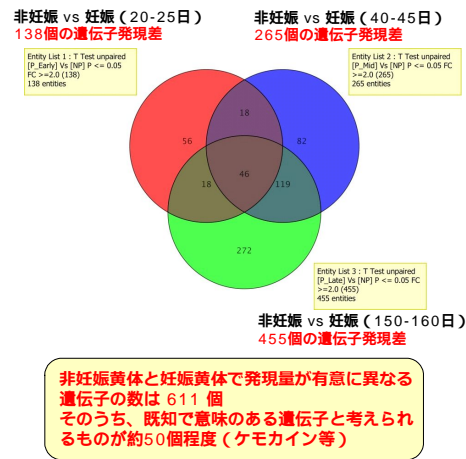 非妊娠 vs 妊娠（20-25日）
138個の遺伝子発現差
非妊娠 vs 妊娠（40-45日）
265個の遺伝子発現差
Entity List 1 : T Test unpaired
[P_Early] Vs [NP] P <= 0.05
FC >=2.0 (138)
138 entities
Entity List 2 : T Test unpaired
[P_Mid] Vs [NP] P <= 0.05 FC
>=2.0 (265)
265 entities
18
56
82
46
18
119
272
Entity List 3 : T Test unpaired
[P_Late] Vs [NP] P <= 0.05 FC
>=2.0 (455)
455 entities
非妊娠 vs 妊娠（150-160日）
455個の遺伝子発現差
非妊娠黄体と妊娠黄体で発現量が有意に異なる
遺伝子の数は 611 個
そのうち、既知で意味のある遺伝子と考えられ
るものが約50個程度（ケモカイン等）